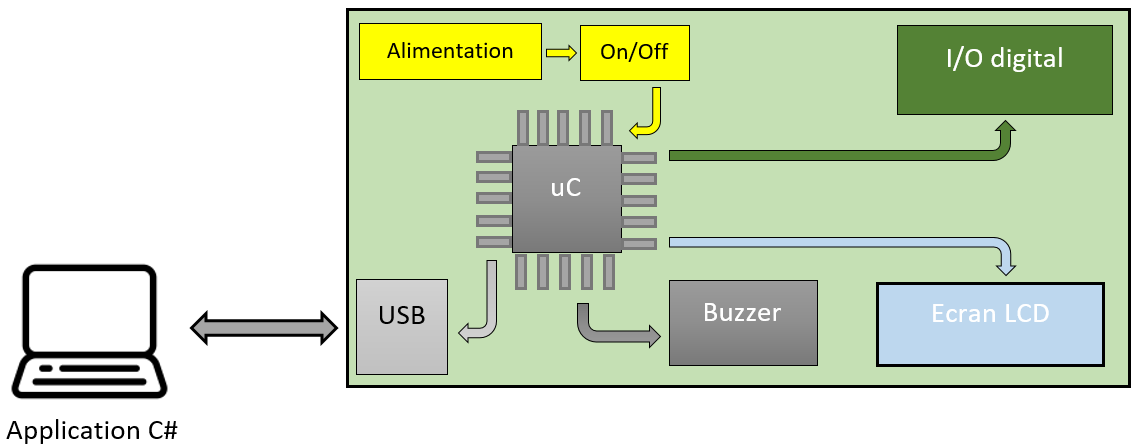 Alimentation
On/Off
I/O digital
uC
USB
Buzzer
Ecran LCD
Application C#